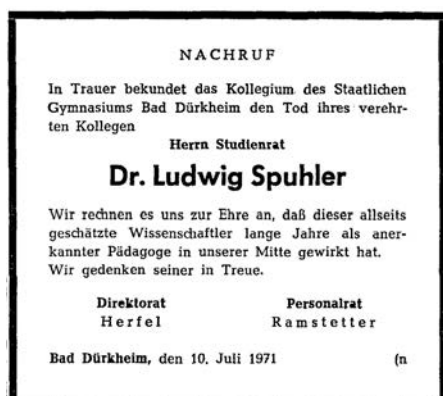 NACHRUF
In Trauer bekundet das Kollegium des Staatlichen
Gymnasiums Bad Dürkheim den Tod ihres verehr-
ten Kollegen
Herrn Studienrat
Dr. Ludwig Spuhler
Wir rechnen es uns zur Ehre an, daß dieser allseits
geschätzte Wissenschaftler lange Jahre als aner-
kannter Pädagoge in unserer Mitte gewirkt hat.
Wir gedenken seiner in Treue.
Direktorat Personalrat
Herfel Ramstetter
Bad Dürkheim, den 10. Juli 1971 (n